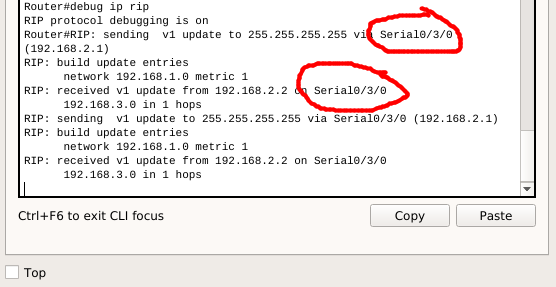 Router#debug ip rip
RIP protocol debugging is on
Router#RIP: sending  v1 update to 255.255.255.255 via Serial0/3/0
(192.168.2.1)
RIP: build update entries
      network 192.168.1.0 metric 1
RIP: received v1 update from 192.168.2.2 on Serial0/3/0
      192.168.3.0 in 1 hops
RIP: sending  v1 update to 255.255.255.255 via Serial0/3/0 (192.168.2.1)
RIP: build update entries
      network 192.168.1.0 metric 1
RIP: received v1 update from 192.168.2.2 on Serial0/3/0
      192.168.3.0 in 1 hops
Ctrl+F6 to exit CLI focus
Copy
Paste
Top